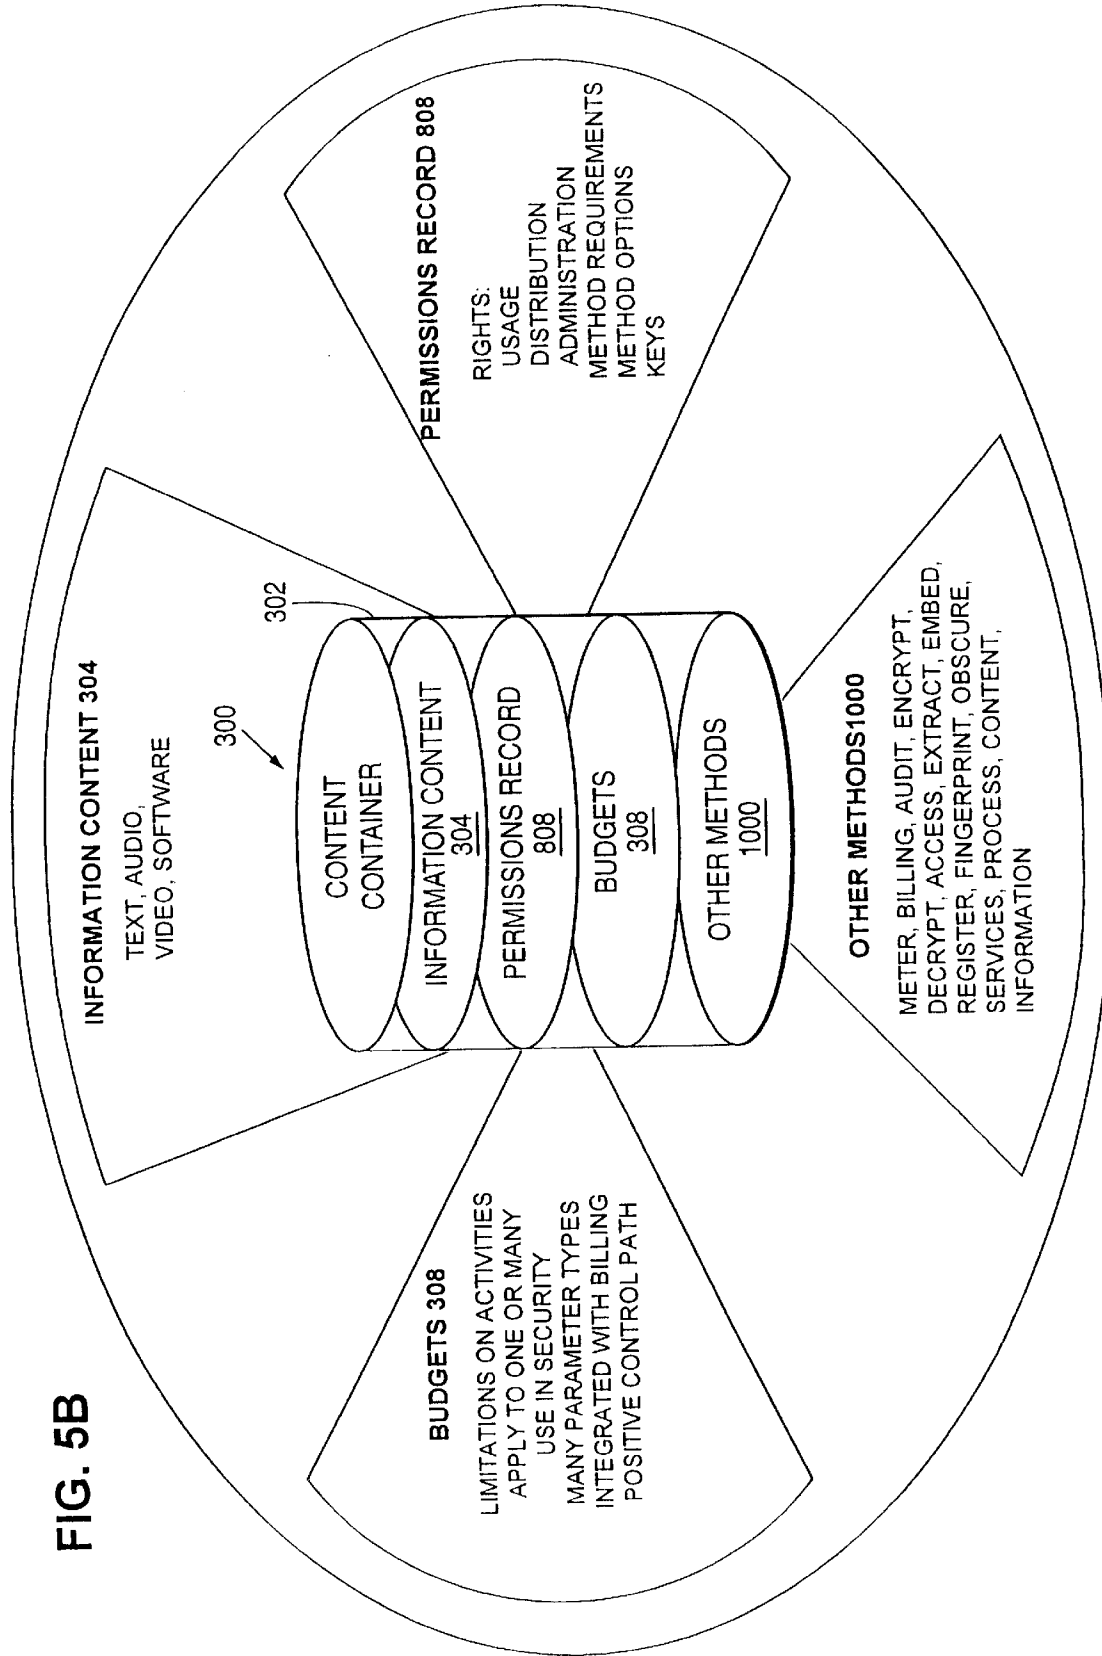 FIG. 5B
INFORMATION CONTENT 304
TEXT, AUDIO,
VIDEO, SOFTWARE
300
302
CONTENT
CONTAINER
INFORMATION CONTENT
304
PERMISSIONS RECORD
808
BUDGETS
308
OTHER METHODS
1000
BUDGETS 308
LIMITATIONS ON ACTIVITIES
APPLY TO ONE OR MANY
USE IN SECURITY
MANY PARAMETER TYPES
INTEGRATED WITH BILLING
POSITIVE CONTROL PATH
PERMISSIONS RECORD 808
RIGHTS:
USAGE
DISTRIBUTION
ADMINISTRATION
METHOD REQUIREMENTS
METHOD OPTIONS
KEYS
OTHER METHODS1000
METER, BILLING, AUDIT, ENCRYPT,
DECRYPT, ACCESS, EXTRACT, EMBED,
REGISTER, FINGERPRINT, OBSCURE,
SERVICES, PROCESS, CONTENT,
INFORMATION